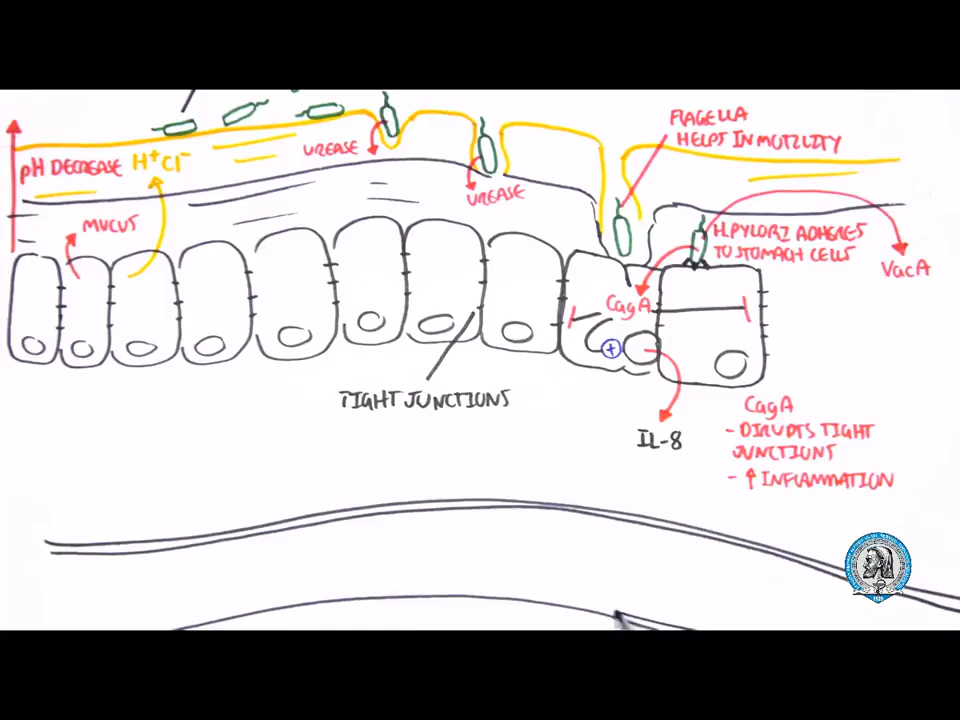 FLAGELLA
HELPS IN MOTILITY
pH DECREASE H⁺Cl⁻
UREASE
UREASE
MUCUS
H.PYLORI ADHERES
TO STOMACH CELLS
VacA
CagA
+
TIGHT JUNCTIONS
IL-8
CagA
- DIRUPTS TIGHT
JUNCTIONS
- ↑ INFLAMMATION